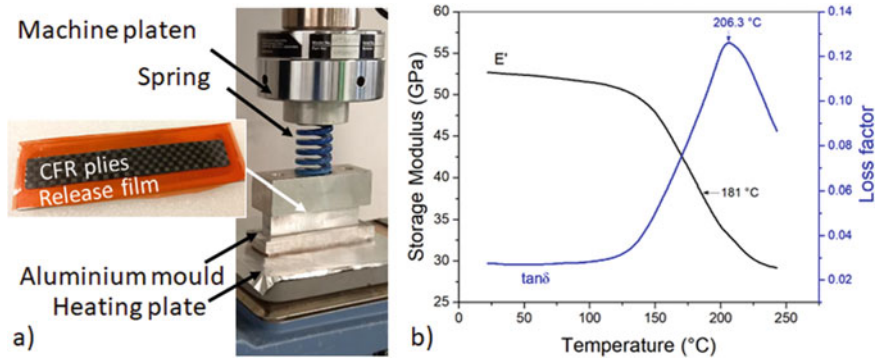 Machine platen
Spring
CFR plies
Release film
Aluminium mould
Heating plate
a)
60
55
50
45
40
35
30
25
Storage Modulus (GPa)
E'
tanδ
206.3 °C
181 °C
0.14
0.12
0.10
0.08
0.06
0.04
0.02
Loss factor
0
50
100
150
200
250
Temperature (°C)
b)